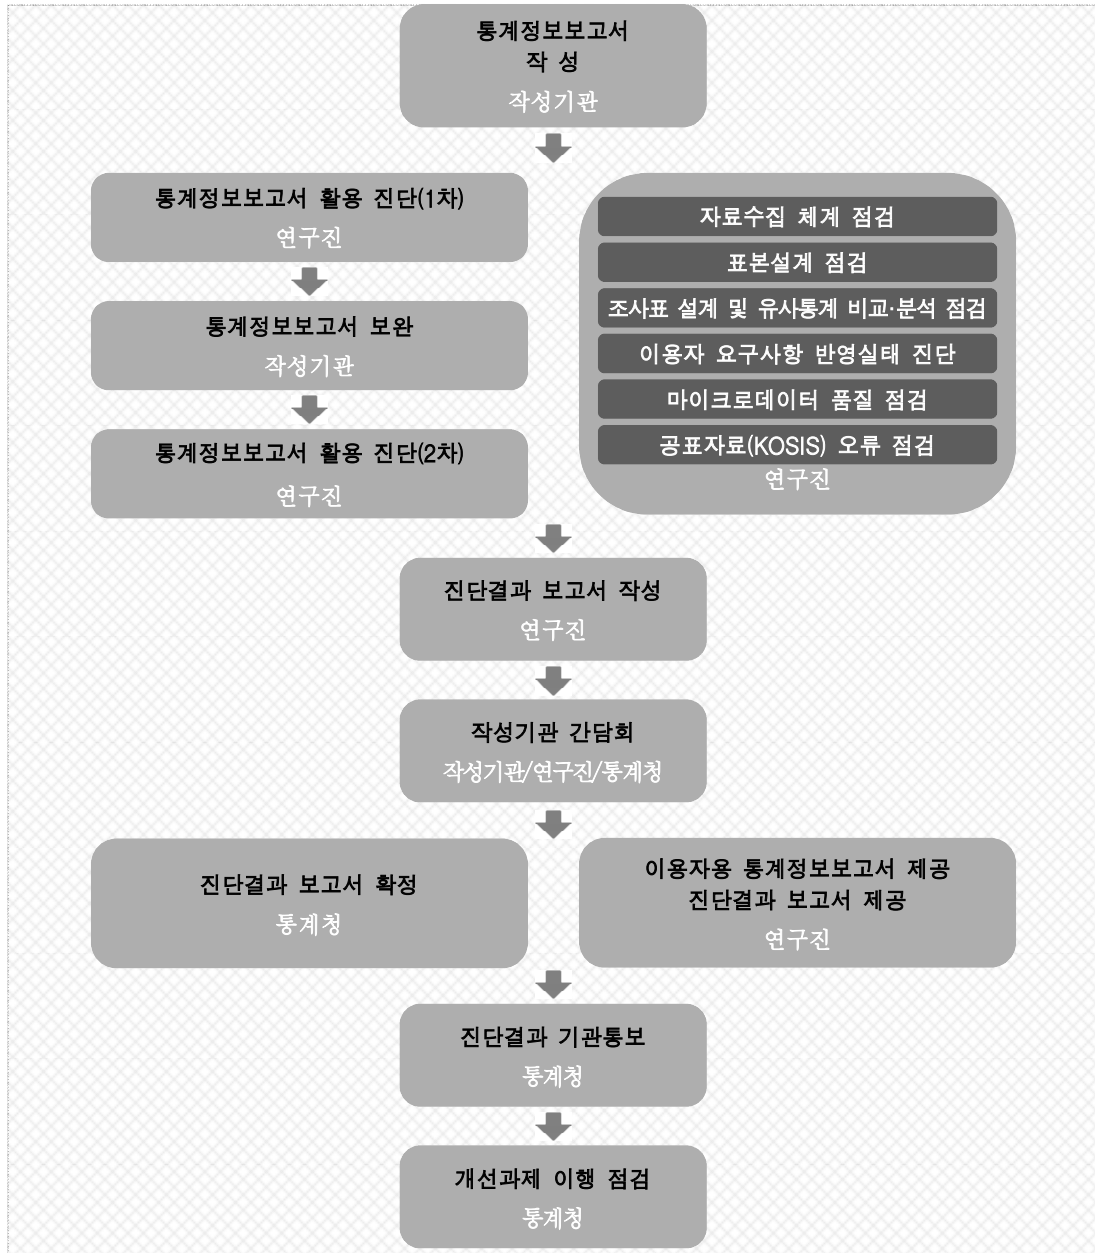 통계정보보고서
작 성
작성기관
통계정보보고서 활용 진단(1차)
연구진
통계정보보고서 보완
작성기관
통계정보보고서 활용 진단(2차)
연구진
자료수집 체계 점검
표본설계 점검
조사표 설계 및 유사통계 비교·분석 점검
이용자 요구사항 반영실태 진단
마이크로데이터 품질 점검
공표자료(KOSIS) 오류 점검
연구진
진단결과 보고서 작성
연구진
작성기관 간담회
작성기관/연구진/통계청
진단결과 보고서 확정
통계청
이용자용 통계정보보고서 제공
진단결과 보고서 제공
연구진
진단결과 기관통보
통계청
개선과제 이행 점검
통계청